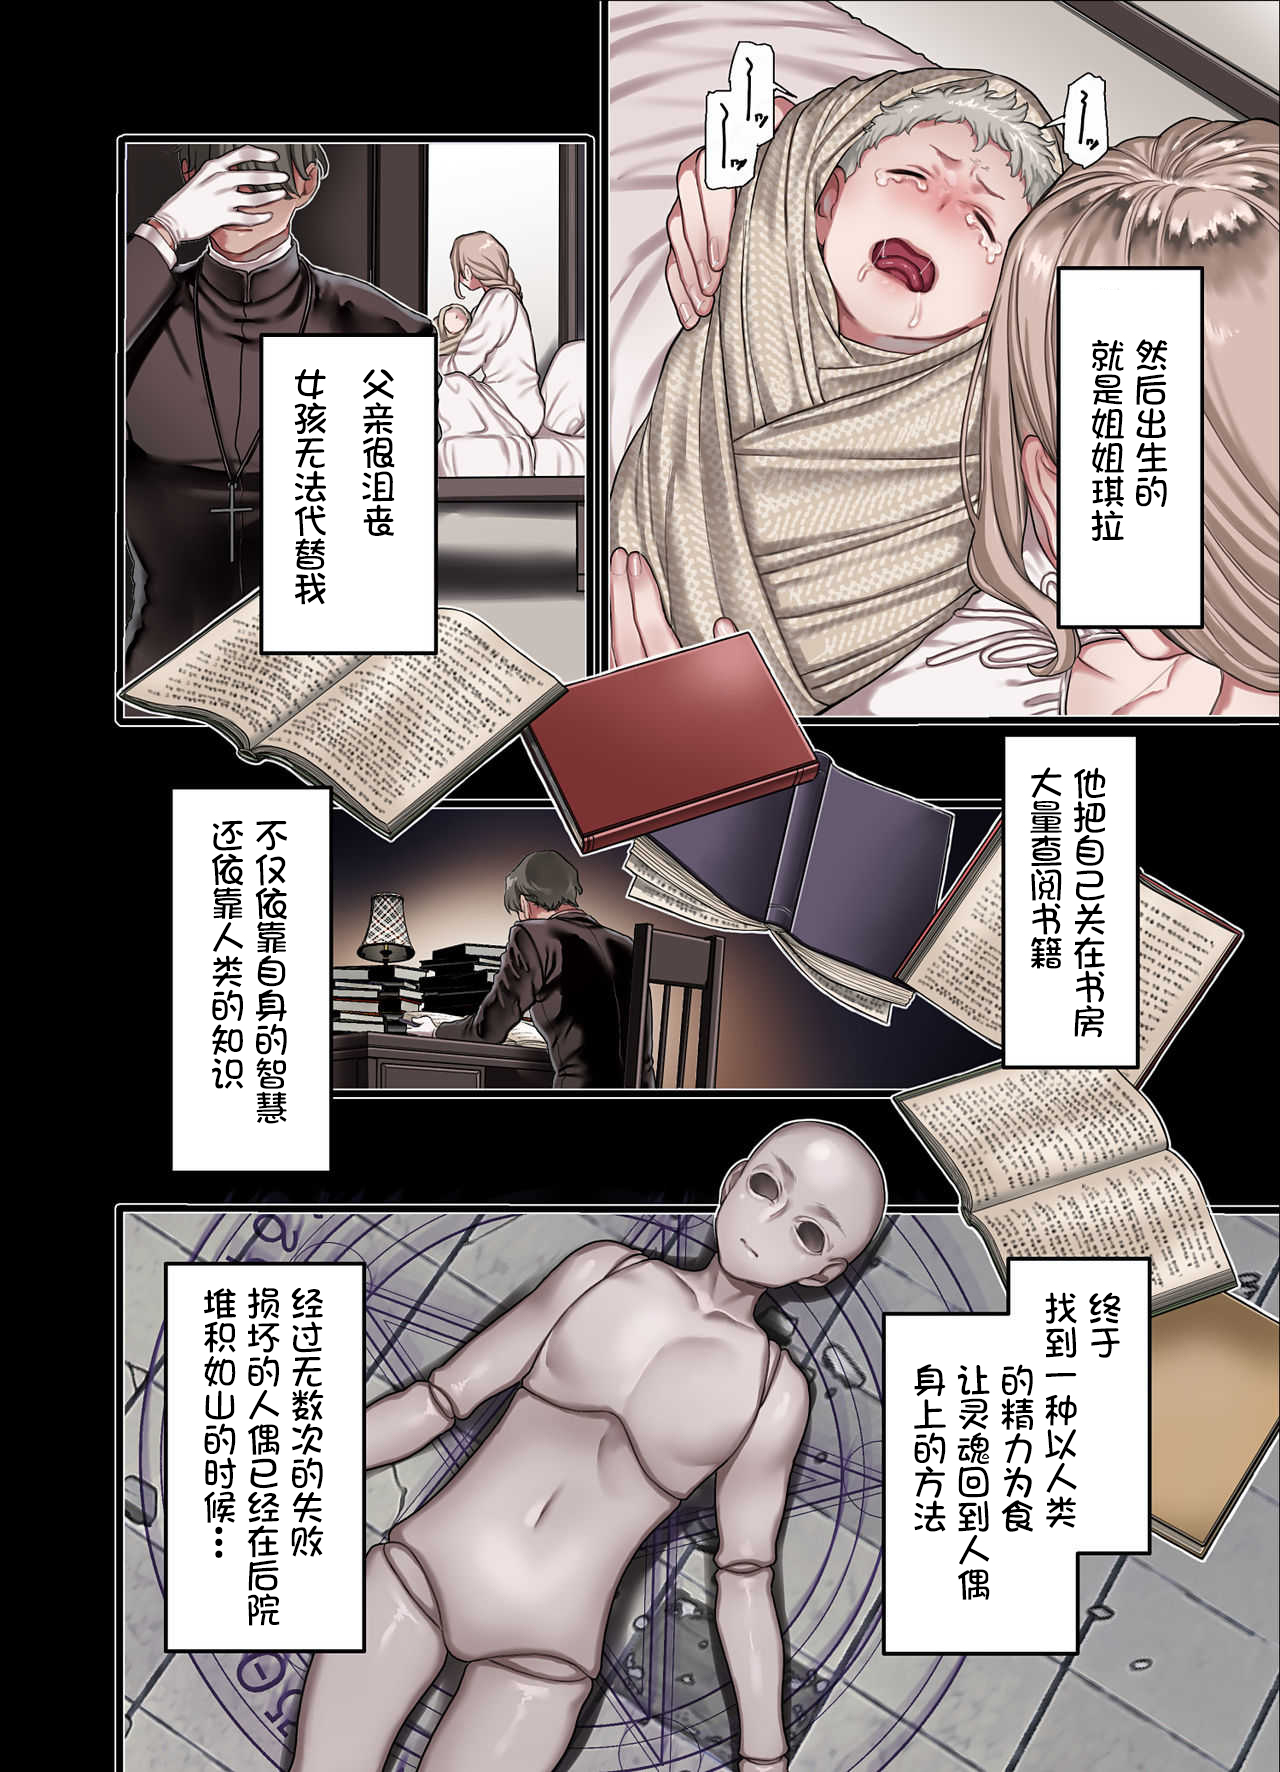 然后出生的
就是姐姐琪拉
父亲很沮丧
女孩无法代替我
他把自己关在书房
大量查阅书籍
不仅依靠自身的智慧
还依靠人类的知识
终于
找到一种以人类
的精力为食
让灵魂回到人偶
身上的方法
经过无数次的失败
损坏的人偶已经在后院
堆积如山的时候…